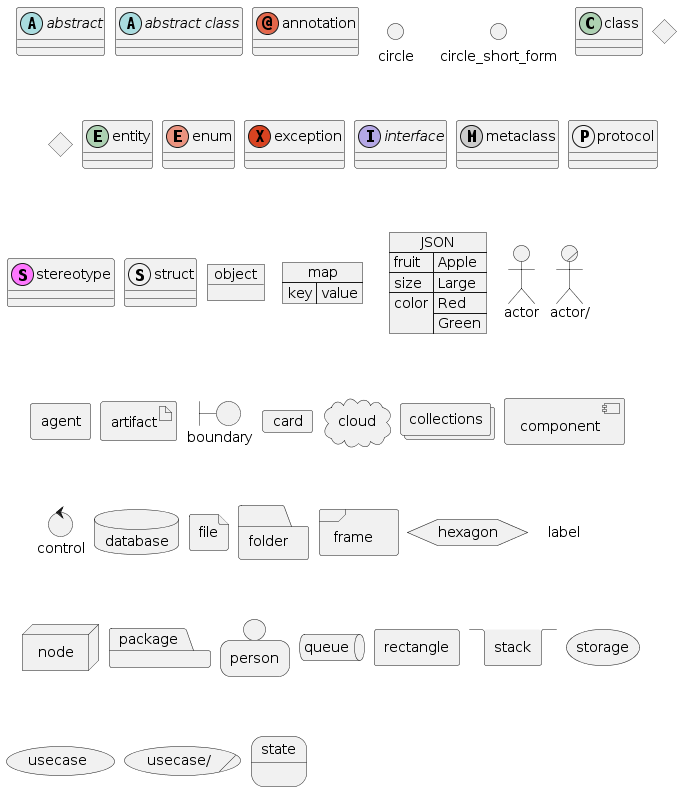 A abstract
A abstract class
@ annotation
circle
circle_short_form
C class
E entity
E enum
X exception
I interface
M metaclass
P protocol
S stereotype
S struct
object
map
key value
JSON
fruit Apple
size Large
color Red
Green
actor
actor/
agent
artifact
boundary
card
cloud
collections
component
control
database
file
folder
frame
hexagon
label
node
package
person
queue
rectangle
stack
storage
usecase
usecase/
state